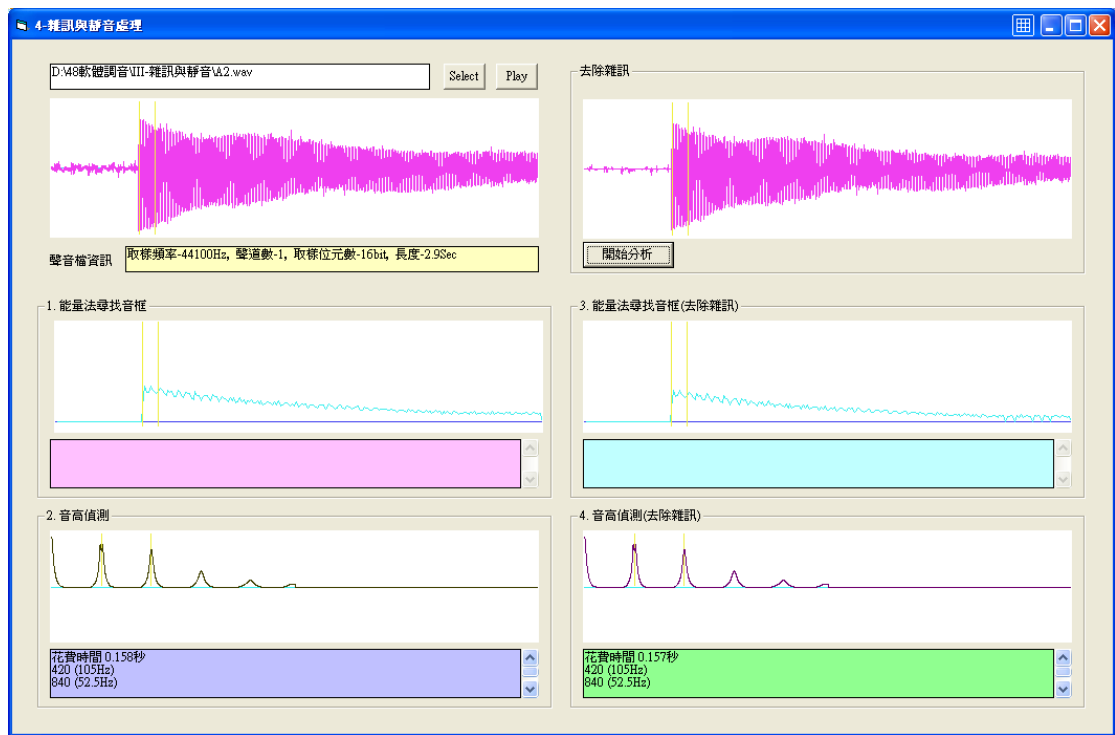 4-雜訊與靜音處理
D:\48軟體調音\III-雜訊與靜音\A2.wav
Select
Play
聲音檔資訊
取樣頻率-44100Hz, 聲道數-1, 取樣位元數-16bit, 長度-2.9Sec
去除雜訊
開始分析
1. 能量法尋找音框
3. 能量法尋找音框(去除雜訊)
2. 音高偵測
花費時間 0.158秒
420 (105Hz)
840 (52.5Hz)
4. 音高偵測(去除雜訊)
花費時間 0.157秒
420 (105Hz)
840 (52.5Hz)